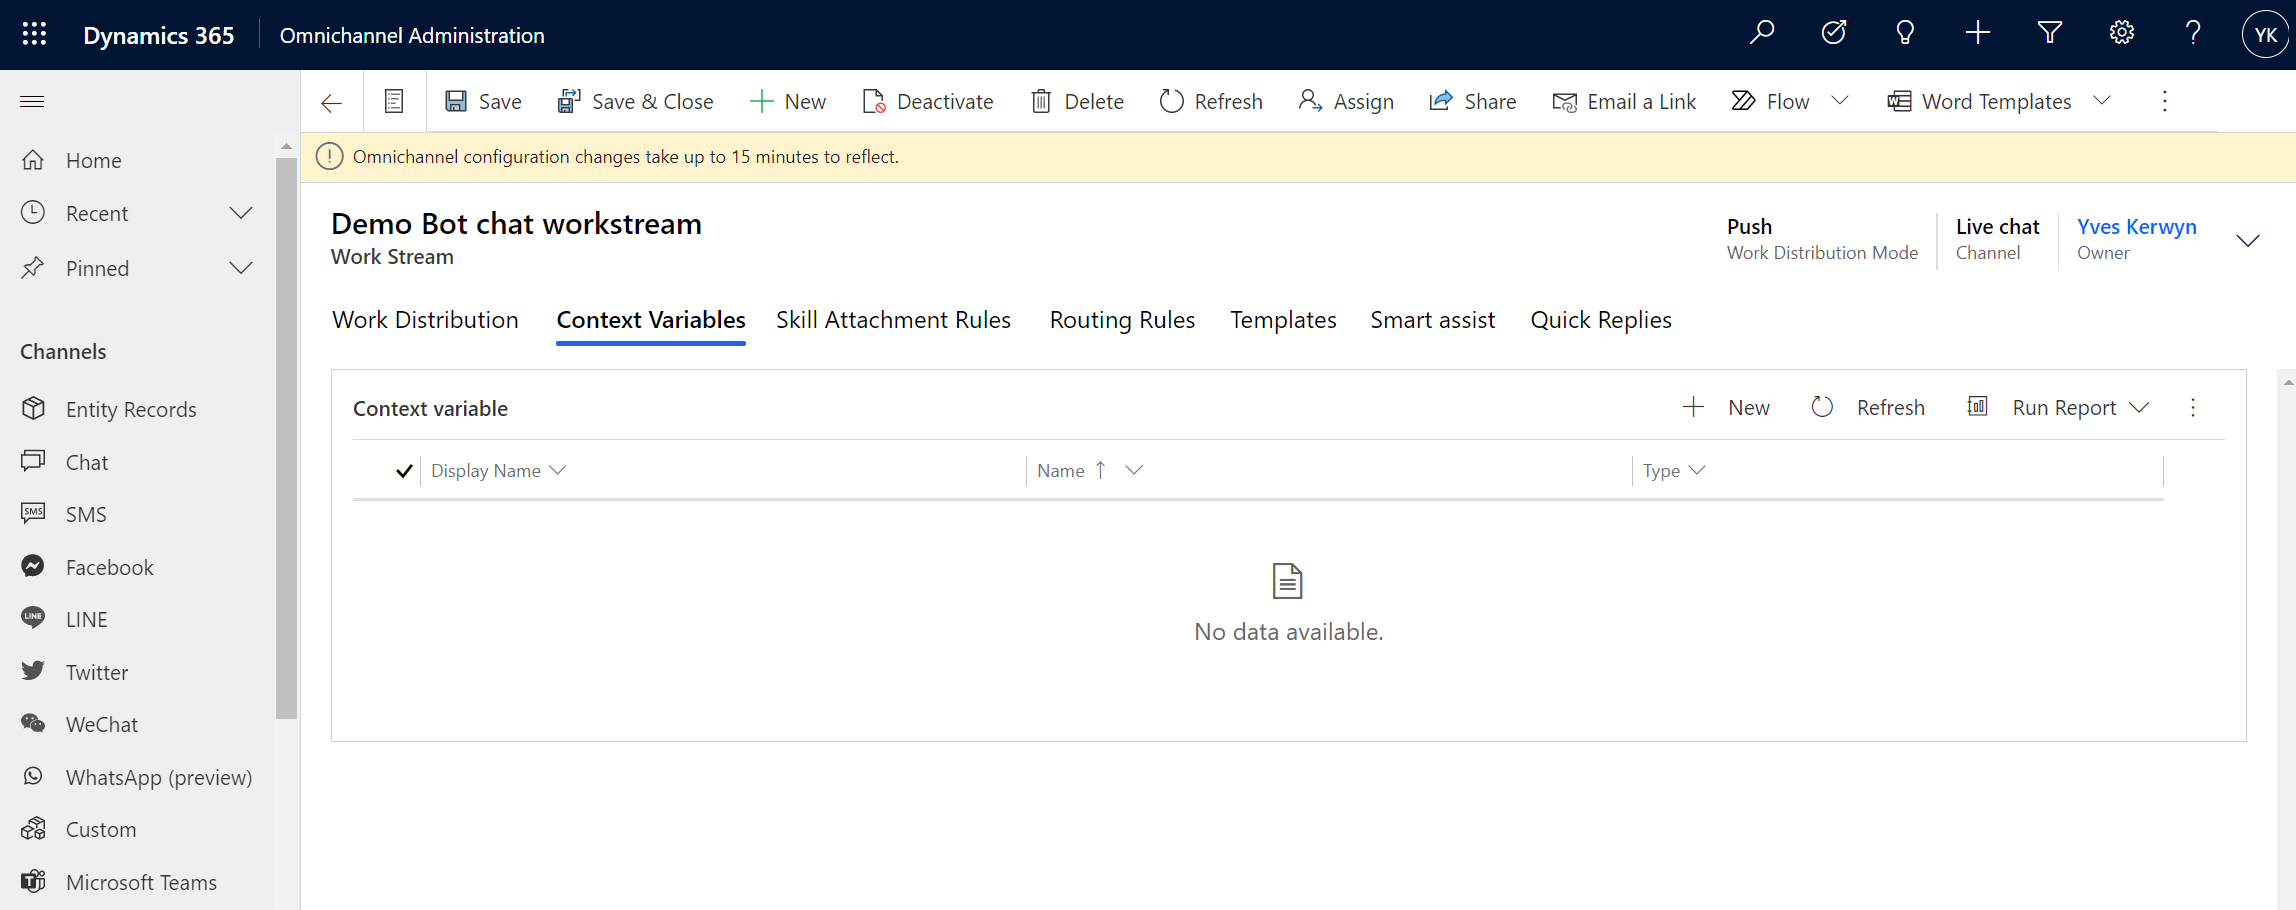 Dynamics 365 Omnichannel Administration YK
Save Save & Close New Deactivate Delete Refresh Assign Share Email a Link Flow Word Templates
Omnichannel configuration changes take up to 15 minutes to reflect.
Home
Recent
Pinned
Channels
Entity Records
Chat
SMS SMS
Facebook
LINE LINE
Twitter
WeChat
WhatsApp (preview)
Custom
Microsoft Teams
Demo Bot chat workstream
Work Stream
Push
Work Distribution Mode
Live chat
Channel
Yves Kerwyn
Owner
Work Distribution Context Variables Skill Attachment Rules Routing Rules Templates Smart assist Quick Replies
Context variable New Refresh Run Report
Display Name Name Type
No data available.